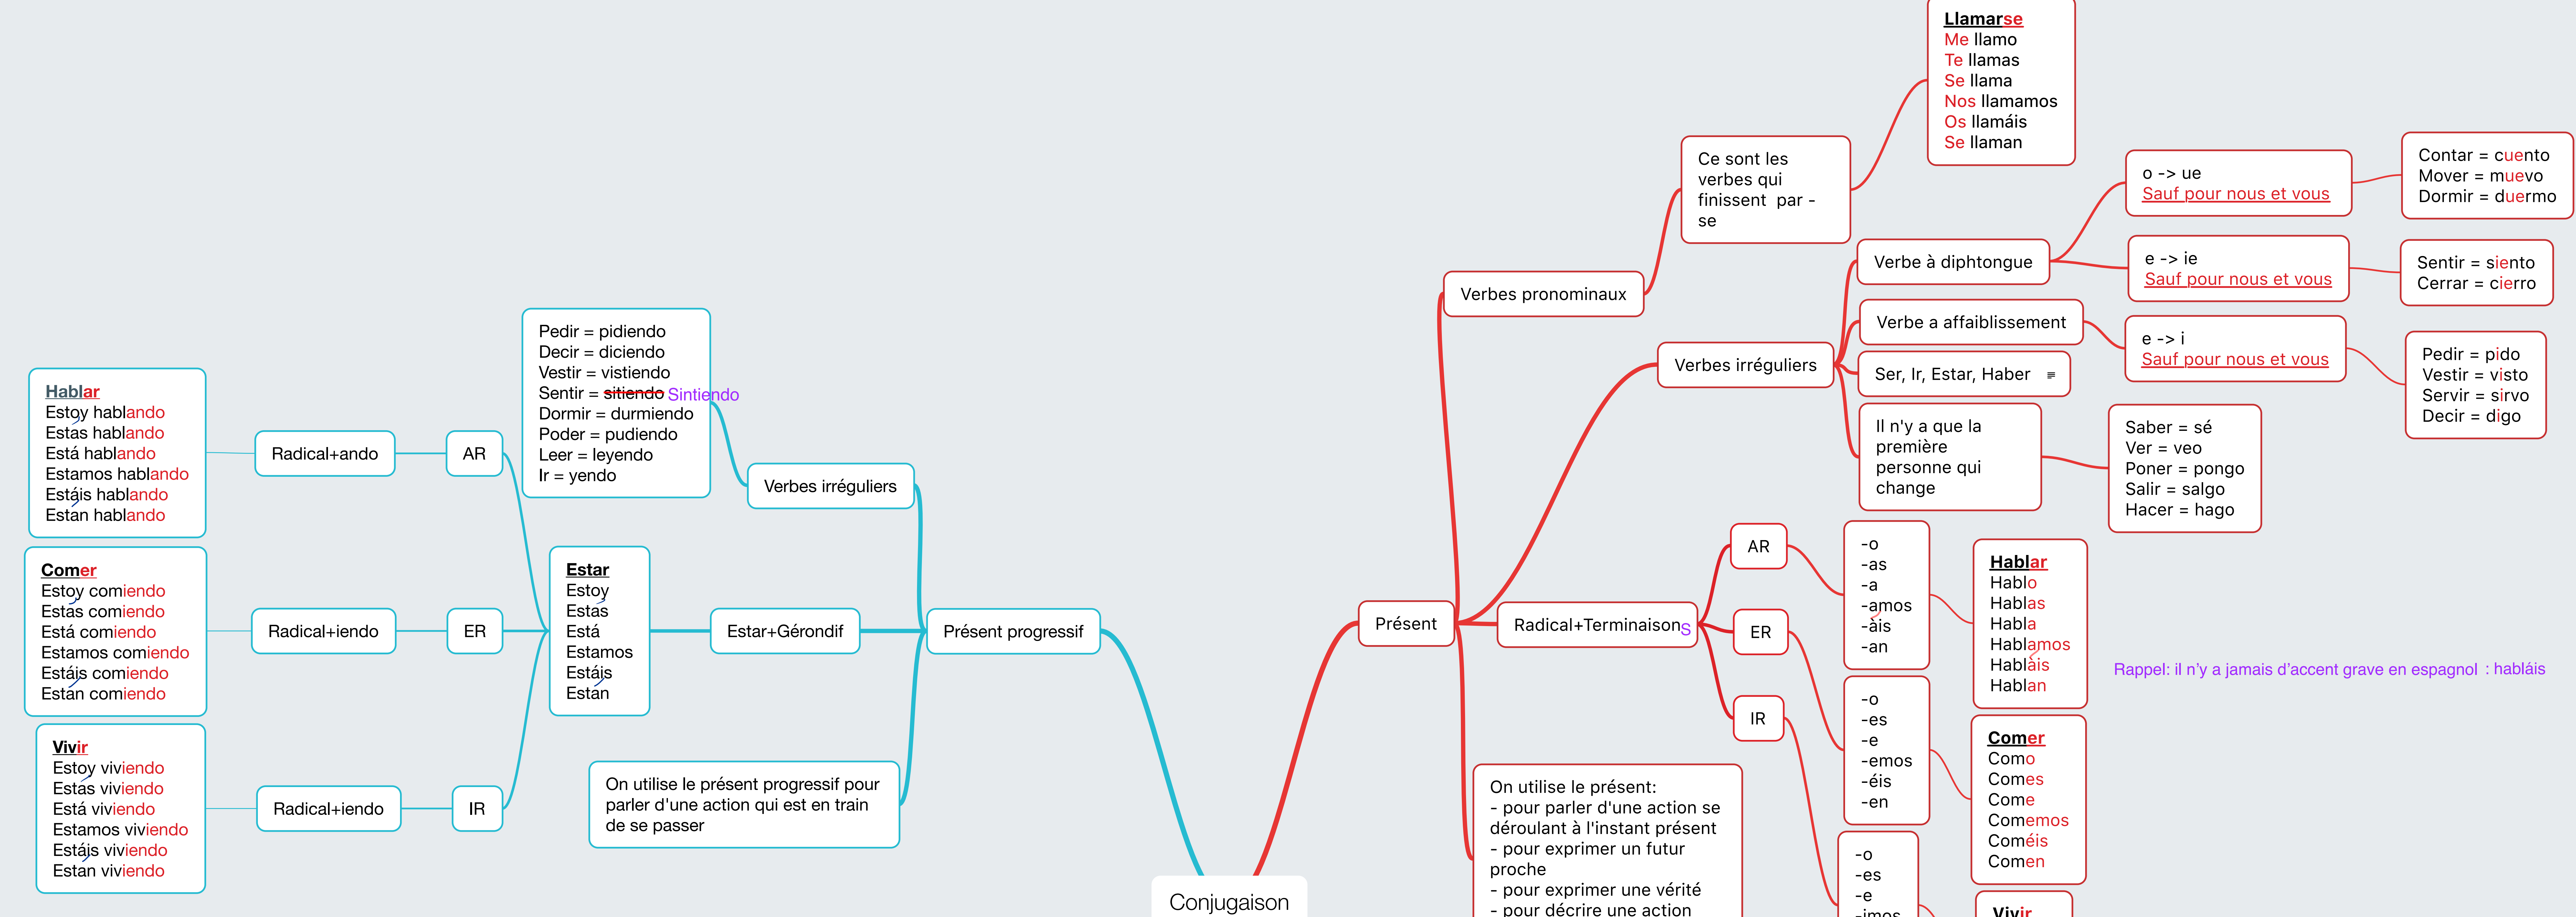 Hablar
Estoy hablando
Estas hablando
Está hablando
Estamos hablando
Estáis hablando
Estan hablando
Radical+ando
AR
Comer
Estoy comiendo
Estas comiendo
Está comiendo
Estamos comiendo
Estáis comiendo
Estan comiendo
Radical+iendo
ER
Vivir
Estoy viviendo
Estas viviendo
Está viviendo
Estamos viviendo
Estáis viviendo
Estan viviendo
Radical+iendo
IR
Pedir = pidiendo
Decir = diciendo
Vestir = vistiendo
Sentir = sitiendo Sintiendo
Dormir = durmiendo
Poder = pudiendo
Leer = leyendo
Ir = yendo
Verbes irréguliers
Estar
Estoy
Estas
Está
Estamos
Estáis
Estan
Estar+Gérondif
Présent progressif
On utilise le présent progressif pour
parler d'une action qui est en train
de se passer
Conjugaison
Présent
Verbes pronominaux
Ce sont les
verbes qui
finissent par -
se
Llamarse
Me llamo
Te llamas
Se llama
Nos llamamos
Os llamáis
Se llaman
Verbes irréguliers
Verbe à diphtongue
o -> ue
Sauf pour nous et vous
Contar = cuento
Mover = muevo
Dormir = duermo
e -> ie
Sauf pour nous et vous
Sentir = siento
Cerrar = cierro
Verbe a affaiblissement
e -> i
Sauf pour nous et vous
Pedir = pido
Vestir = visto
Servir = sirvo
Decir = digo
Ser, Ir, Estar, Haber
Il n'y a que la
première
personne qui
change
Saber = sé
Ver = veo
Poner = pongo
Salir = salgo
Hacer = hago
Radical+Terminaisons
AR
-o
-as
-a
-amos
-àis
-an
Hablar
Hablo
Hablas
Habla
Hablamos
Hablàis
Hablan
Rappel: il n'y a jamais d'accent grave en espagnol : habláis
ER
-o
-es
-e
-emos
-éis
-en
Comer
Como
Comes
Come
Comemos
Coméis
Comen
IR
-o
-es
-e
-imos
Vivir
On utilise le présent:
- pour parler d'une action se
déroulant à l'instant présent
- pour exprimer un futur
proche
- pour exprimer une vérité
- pour décrire une action